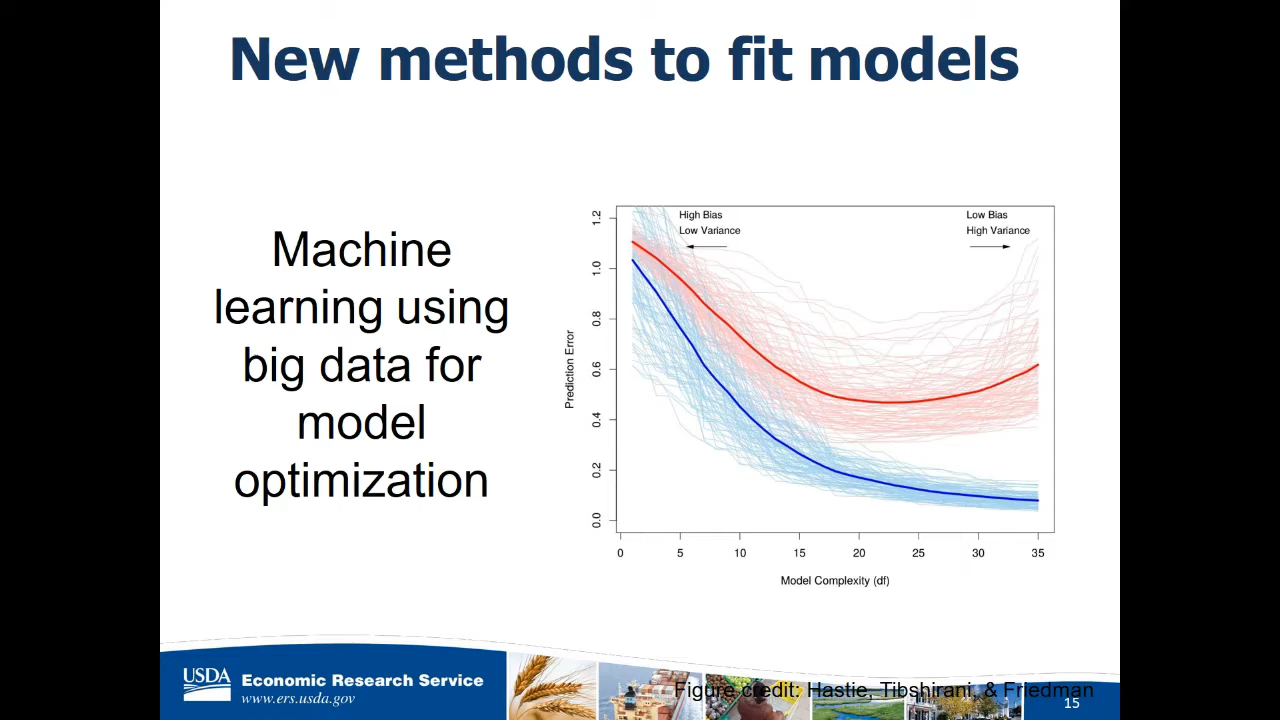 New methods to fit models
Machine
learning using
big data for
model
optimization
High Bias
Low Variance
Low Bias
High Variance
Prediction Error
1.2
1.0
0.8
0.6
0.4
0.2
0.0
0 5 10 15 20 25 30 35
Model Complexity (df)
USDA
Economic Research Service
www.ers.usda.gov
Figure credit: Hastie, Tibshirani, & Friedman
15